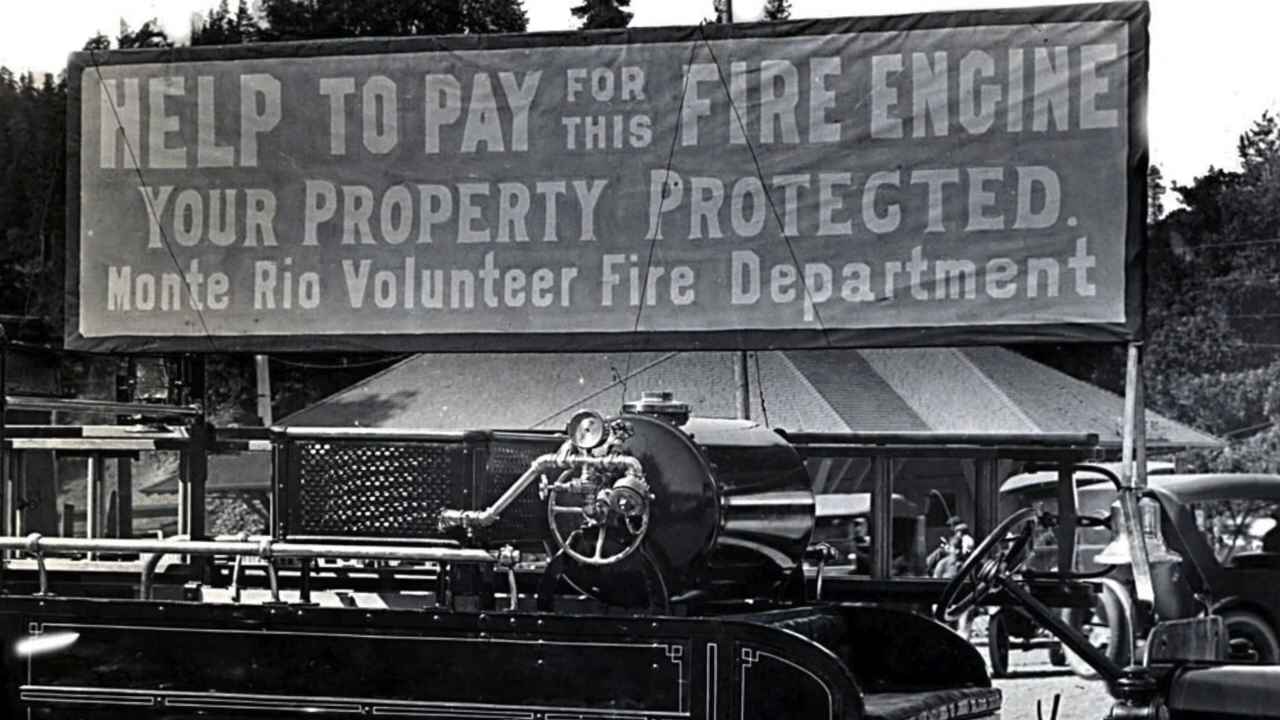 HELP TO PAY FOR THIS FIRE ENGINE
YOUR PROPERTY PROTECTED.
Monte Rio Volunteer Fire Department